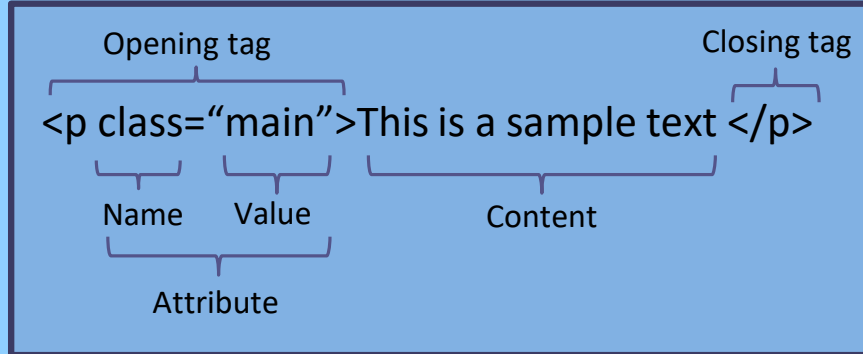 Opening tag
Closing tag
<p class=“main”>This is a sample text </p>
Name
Value
Content
Attribute